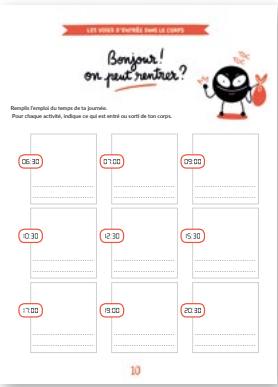 LES VOIES D'ENTRÉE DANS LE CORPS
Bonjour!
on peut rentrer?
Remplis l'emploi du temps de ta journée.
Pour chaque activité, indique ce qui est entré ou sorti de ton corps.
06:30
07:00
09:00
10:30
12:30
15:30
17:00
19:00
20:30
10